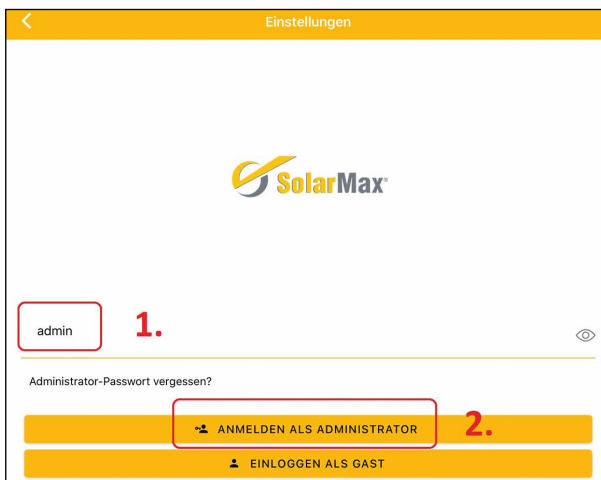 Einstellungen
SolarMax®
admin
1.
Administrator-Passwort vergessen?
ANMELDEN ALS ADMINISTRATOR
2.
EINLOGGEN ALS GAST